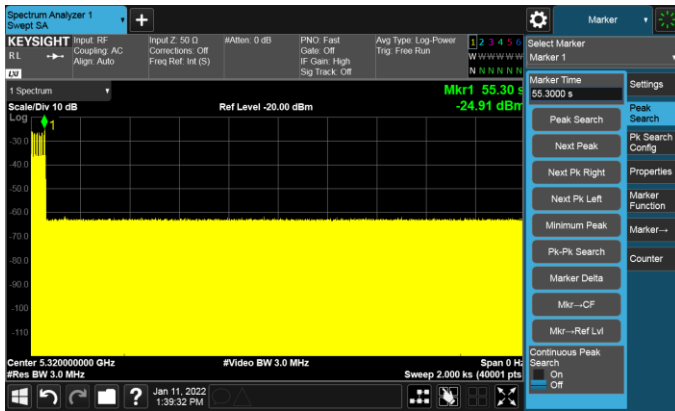 Spectrum Analyzer 1
Swept SA
Marker
KEYSIGHT
RL
Input: RF
Coupling: AC
Align: Auto
Input Z: 50 Ω
Corrections: Off
Freq Ref: Int (S)
#Atten: 0 dB
PNO: Fast
Gate: Off
IF Gain: High
Sig Track: Off
Avg Type: Log-Power
Trig: Free Run
1 2 3 4 5 6
W W W W W W
N N N N N N
Select Marker
Marker 1
1 Spectrum
Mkr1 55.30 s
Scale/Div 10 dB
Ref Level -20.00 dBm
-24.91 dBm
Log
1
-30.0
-40.0
-50.0
-60.0
-70.0
-80.0
-90.0
-100
-110
Center 5.320000000 GHz
#Video BW 3.0 MHz
Span 0 Hz
#Res BW 3.0 MHz
Sweep 2.000 ks (40001 pts)
Marker Time
55.3000 s
Peak Search
Next Peak
Next Pk Right
Next Pk Left
Minimum Peak
Pk-Pk Search
Marker Delta
Mkr→CF
Mkr→Ref Lvl
Continuous Peak
Search
On
Off
Settings
Peak
Search
Pk Search
Config
Properties
Marker
Function
Marker→
Counter
?
Jan 11, 2022
1:39:32 PM